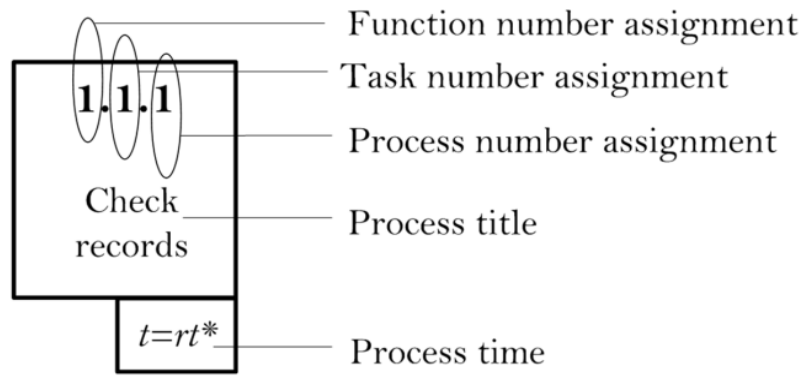 Function number assignment
Task number assignment
1.1.1
Process number assignment
Check
records
Process title
t=rt*
Process time